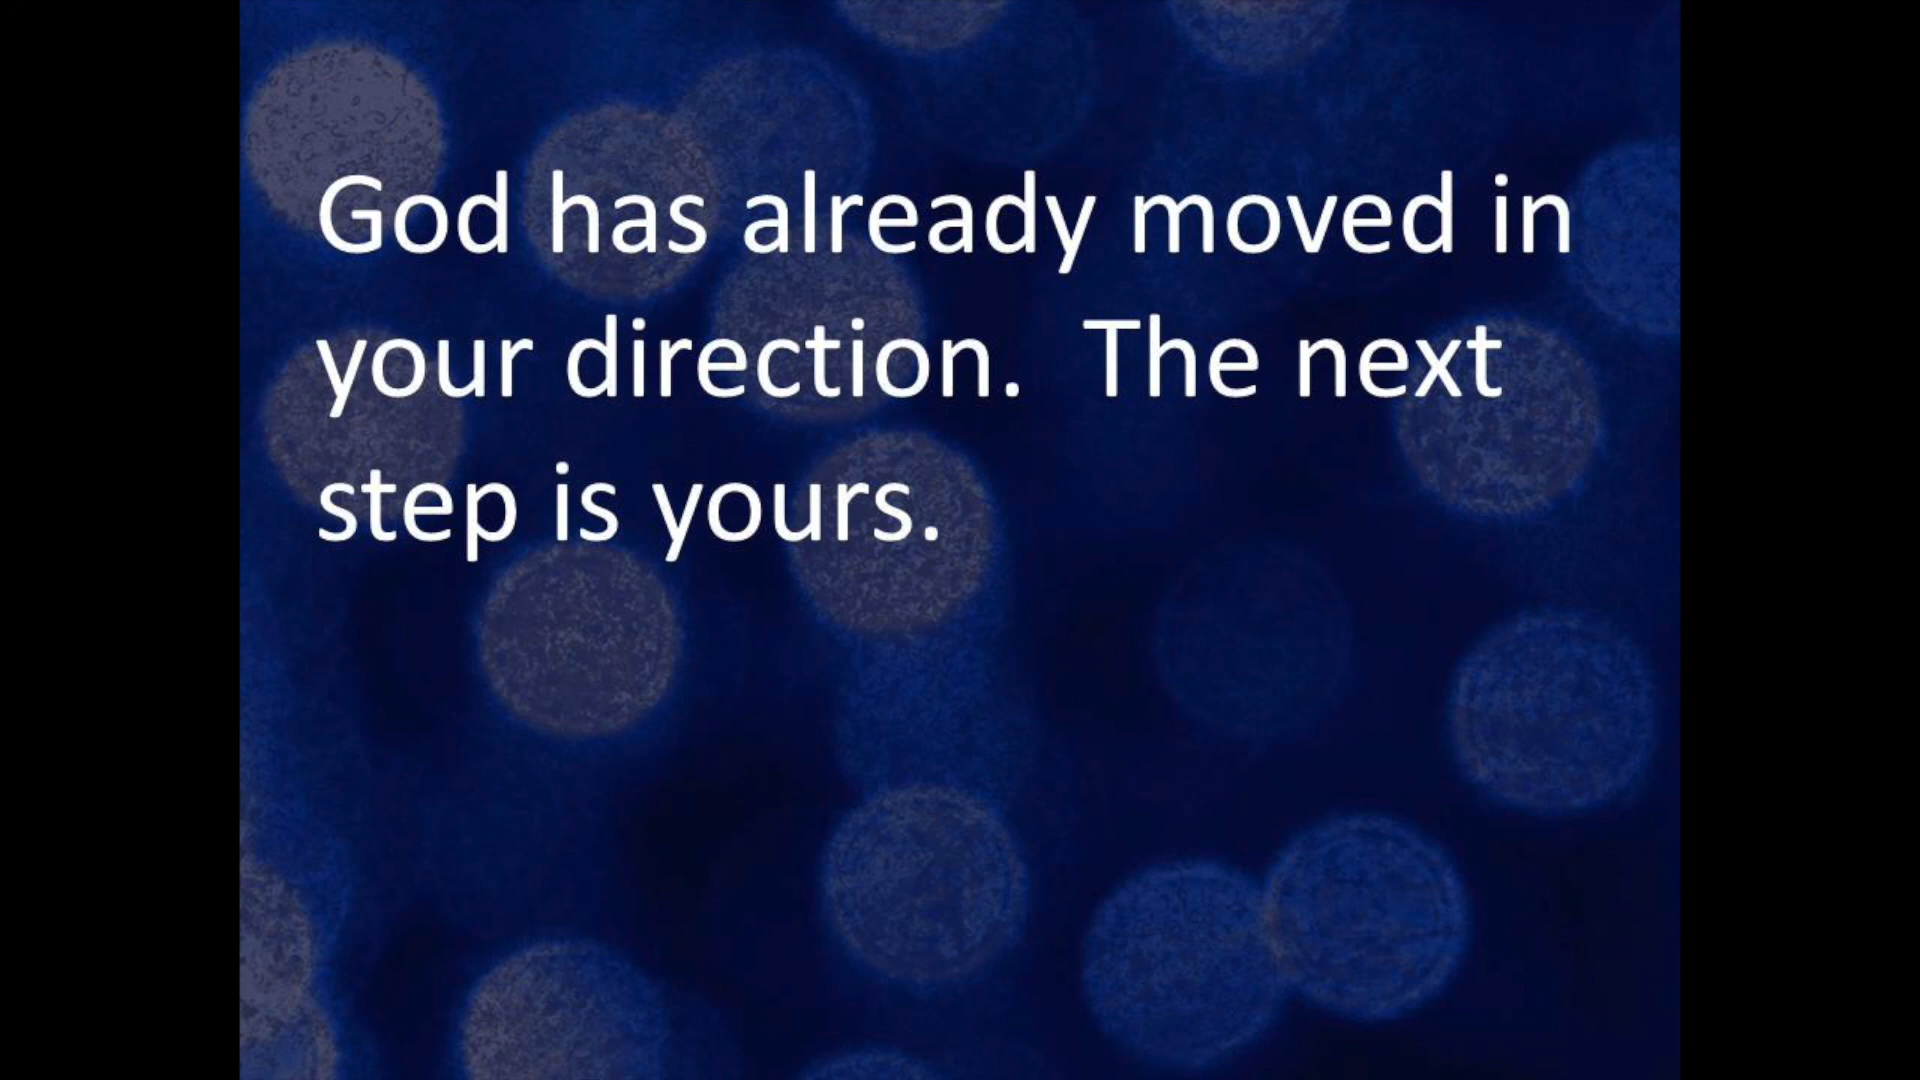 God has already moved in
your direction.  The next
step is yours.